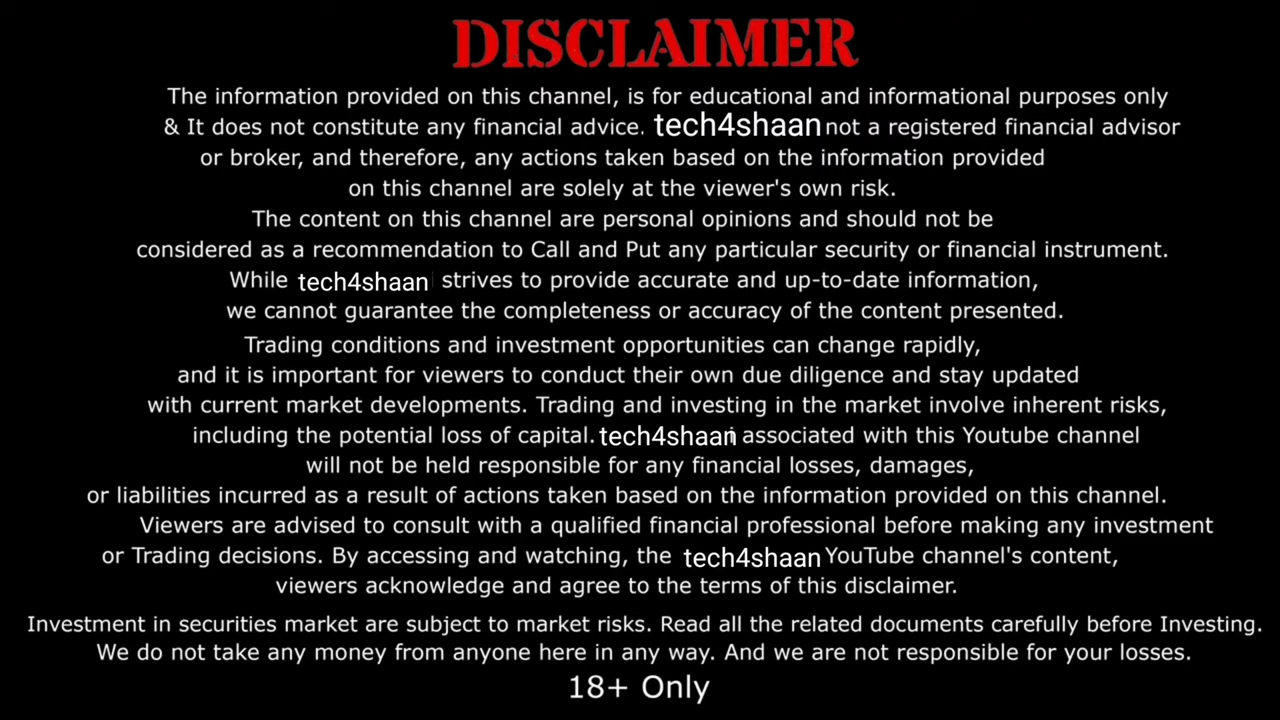 DISCLAIMER
The information provided on this channel, is for educational and informational purposes only
& It does not constitute any financial advice. tech4shaan not a registered financial advisor
or broker, and therefore, any actions taken based on the information provided
on this channel are solely at the viewer's own risk.
The content on this channel are personal opinions and should not be
considered as a recommendation to Call and Put any particular security or financial instrument.
While tech4shaan strives to provide accurate and up-to-date information,
we cannot guarantee the completeness or accuracy of the content presented.
Trading conditions and investment opportunities can change rapidly,
and it is important for viewers to conduct their own due diligence and stay updated
with current market developments. Trading and investing in the market involve inherent risks,
including the potential loss of capital. tech4shaan associated with this Youtube channel
will not be held responsible for any financial losses, damages,
or liabilities incurred as a result of actions taken based on the information provided on this channel.
Viewers are advised to consult with a qualified financial professional before making any investment
or Trading decisions. By accessing and watching, the tech4shaan YouTube channel's content,
viewers acknowledge and agree to the terms of this disclaimer.
Investment in securities market are subject to market risks. Read all the related documents carefully before Investing.
We do not take any money from anyone here in any way. And we are not responsible for your losses.
18+ Only